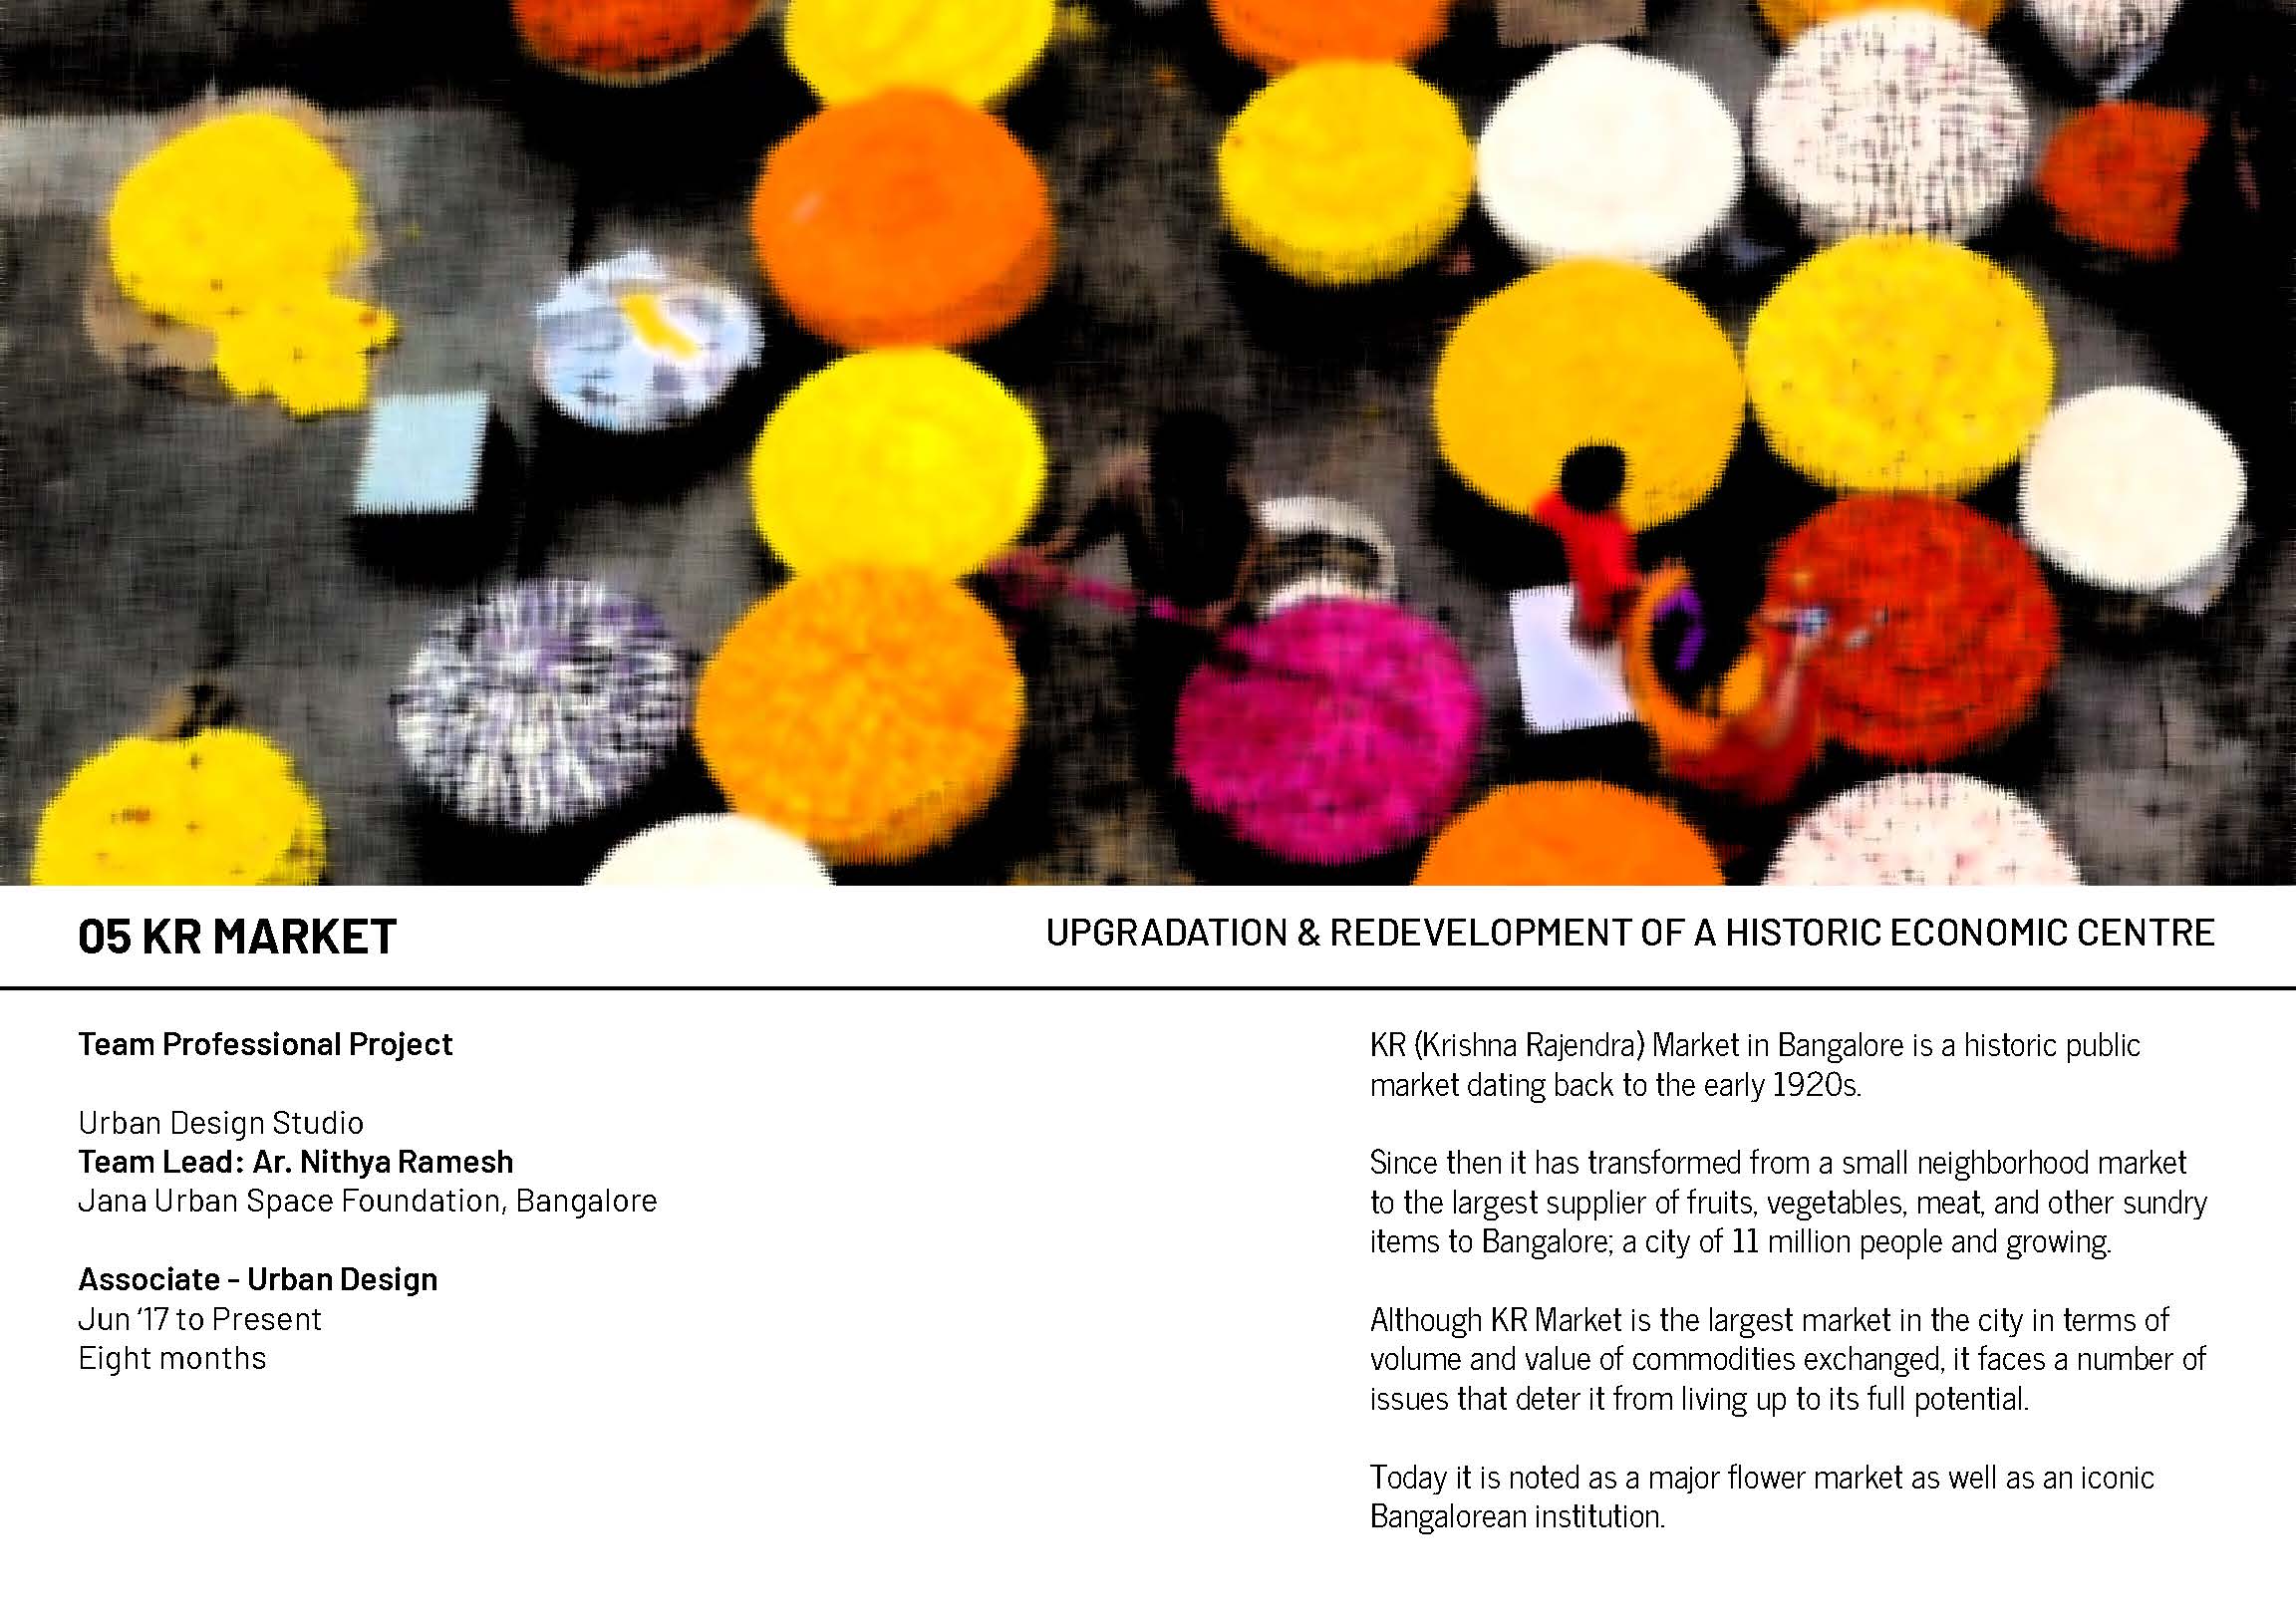 05 KR MARKET
UPGRADATION & REDEVELOPMENT OF A HISTORIC ECONOMIC CENTRE
Team Professional Project
Urban Design Studio
Team Lead: Ar. Nithya Ramesh
Jana Urban Space Foundation, Bangalore
Associate - Urban Design
Jun '17 to Present
Eight months
KR (Krishna Rajendra) Market in Bangalore is a historic public
market dating back to the early 1920s.
Since then it has transformed from a small neighborhood market
to the largest supplier of fruits, vegetables, meat, and other sundry
items to Bangalore; a city of 11 million people and growing.
Although KR Market is the largest market in the city in terms of
volume and value of commodities exchanged, it faces a number of
issues that deter it from living up to its full potential.
Today it is noted as a major flower market as well as an iconic
Bangalorean institution.